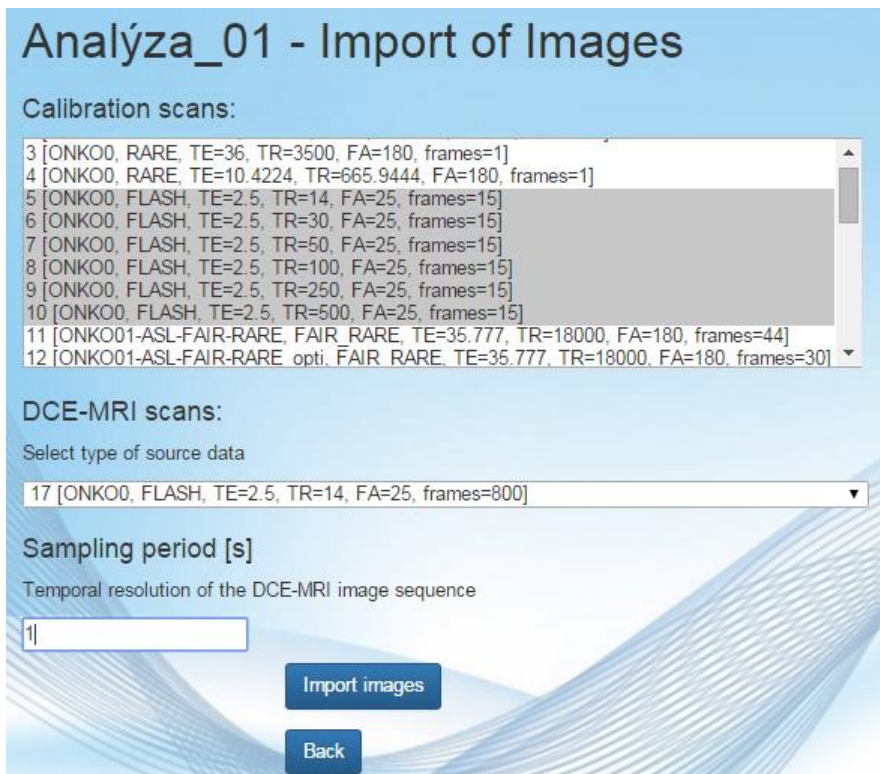 Analýza_01 - Import of Images
Calibration scans:
3 [ONKO0, RARE, TE=36, TR=3500, FA=180, frames=1]
4 [ONKO0, RARE, TE=10.4224, TR=665.9444, FA=180, frames=1]
5 [ONKO0, FLASH, TE=2.5, TR=14, FA=25, frames=15]
6 [ONKO0, FLASH, TE=2.5, TR=30, FA=25, frames=15]
7 [ONKO0, FLASH, TE=2.5, TR=50, FA=25, frames=15]
8 [ONKO0, FLASH, TE=2.5, TR=100, FA=25, frames=15]
9 [ONKO0, FLASH, TE=2.5, TR=250, FA=25, frames=15]
10 [ONKO0, FLASH, TE=2.5, TR=500, FA=25, frames=15]
11 [ONKO01-ASL-FAIR-RARE, FAIR_RARE, TE=35.777, TR=18000, FA=180, frames=44]
12 [ONKO01-ASL-FAIR-RARE_opti, FAIR_RARE, TE=35.777, TR=18000, FA=180, frames=30]
DCE-MRI scans:
Select type of source data
17 [ONKO0, FLASH, TE=2.5, TR=14, FA=25, frames=800]
Sampling period [s]
Temporal resolution of the DCE-MRI image sequence
1
Import images
Back